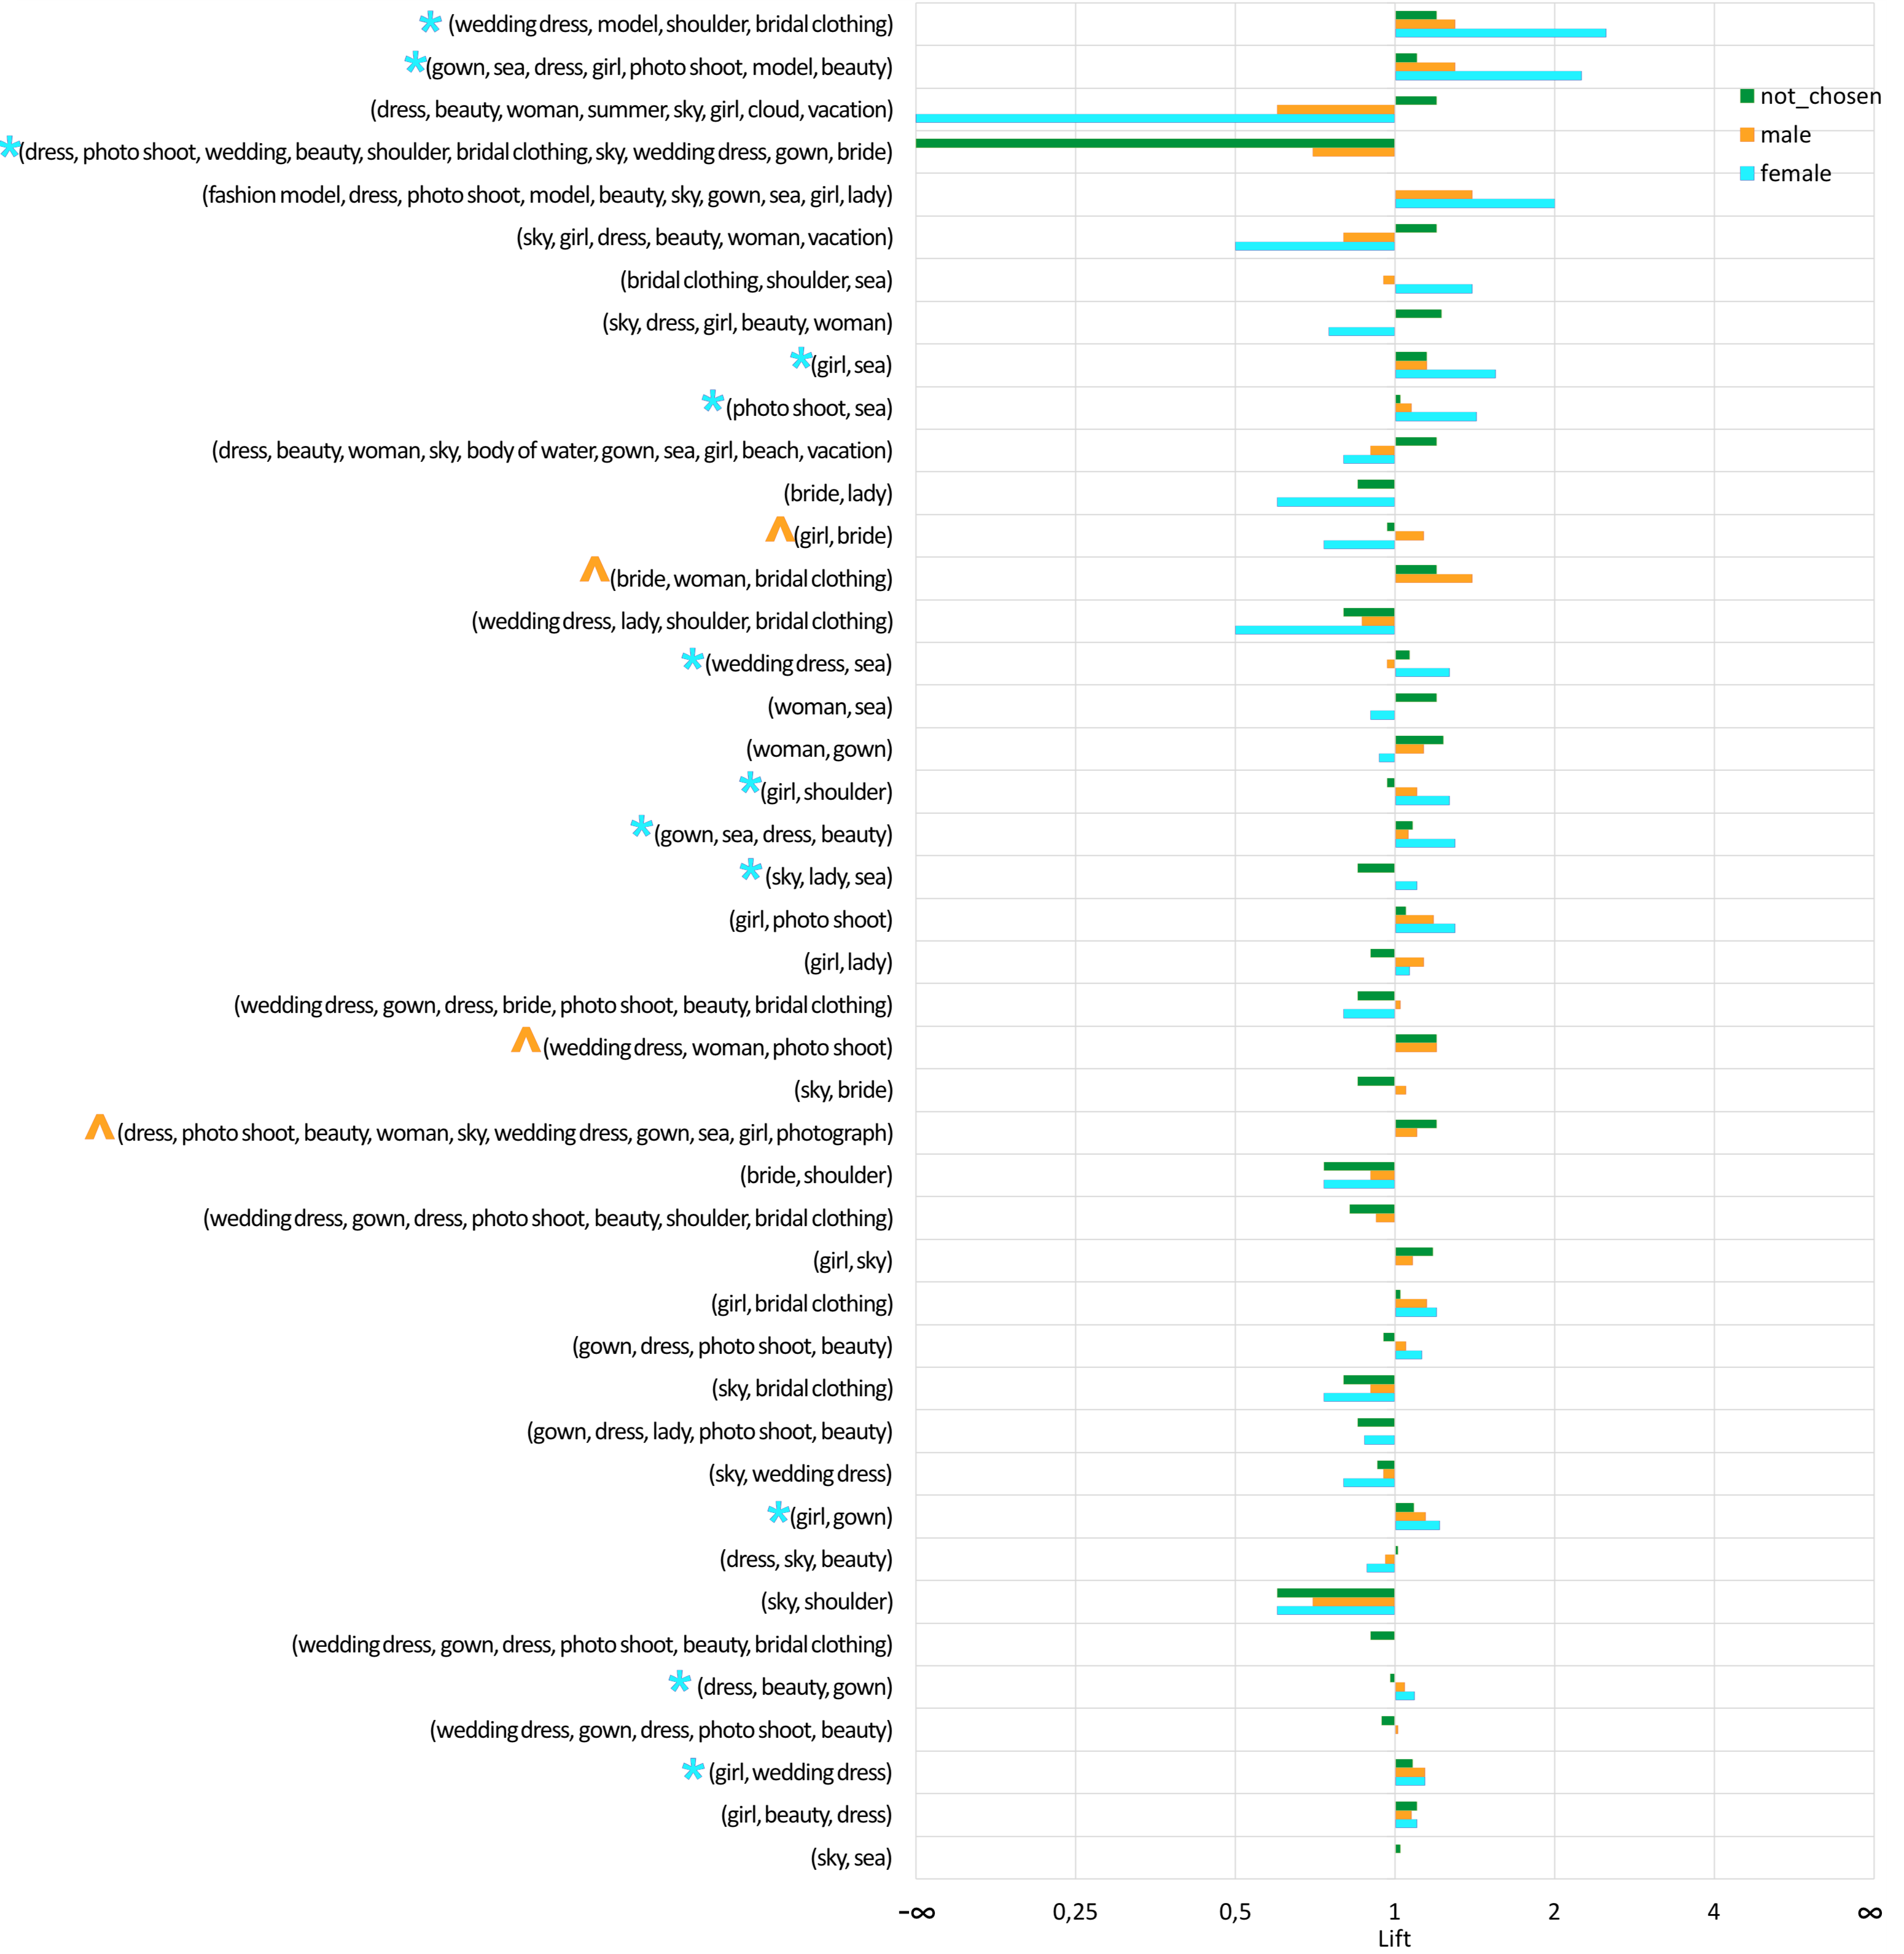 * (wedding dress, model, shoulder, bridal clothing)
*(gown, sea, dress, girl, photo shoot, model, beauty)
not_chosen
(dress, beauty, woman, summer, sky, girl, cloud, vacation)
male
*(dress, photo shoot, wedding, beauty, shoulder, bridal clothing, sky, wedding dress, gown, bride)
female
(fashion model, dress, photo shoot, model, beauty, sky, gown, sea, girl, lady)
(sky, girl, dress, beauty, woman, vacation)
(bridal clothing, shoulder, sea)
(sky, dress, girl, beauty, woman)
*(girl, sea)
*(photo shoot, sea)
(dress, beauty, woman, sky, body of water, gown, sea, girl, beach, vacation)
(bride, lady)
^(girl, bride)
^(bride, woman, bridal clothing)
(wedding dress, lady, shoulder, bridal clothing)
*(wedding dress, sea)
(woman, sea)
(woman, gown)
*(girl, shoulder)
*(gown, sea, dress, beauty)
*(sky, lady, sea)
(girl, photo shoot)
(girl, lady)
(wedding dress, gown, dress, bride, photo shoot, beauty, bridal clothing)
^(wedding dress, woman, photo shoot)
(sky, bride)
^(dress, photo shoot, beauty, woman, sky, wedding dress, gown, sea, girl, photograph)
(bride, shoulder)
(wedding dress, gown, dress, photo shoot, beauty, shoulder, bridal clothing)
(girl, sky)
(girl, bridal clothing)
(gown, dress, photo shoot, beauty)
(sky, bridal clothing)
(gown, dress, lady, photo shoot, beauty)
(sky, wedding dress)
*(girl, gown)
(dress, sky, beauty)
(sky, shoulder)
(wedding dress, gown, dress, photo shoot, beauty, bridal clothing)
* (dress, beauty, gown)
(wedding dress, gown, dress, photo shoot, beauty)
* (girl, wedding dress)
(girl, beauty, dress)
(sky, sea)
-∞ 0,25 0,5 1 2 4 ∞
Lift